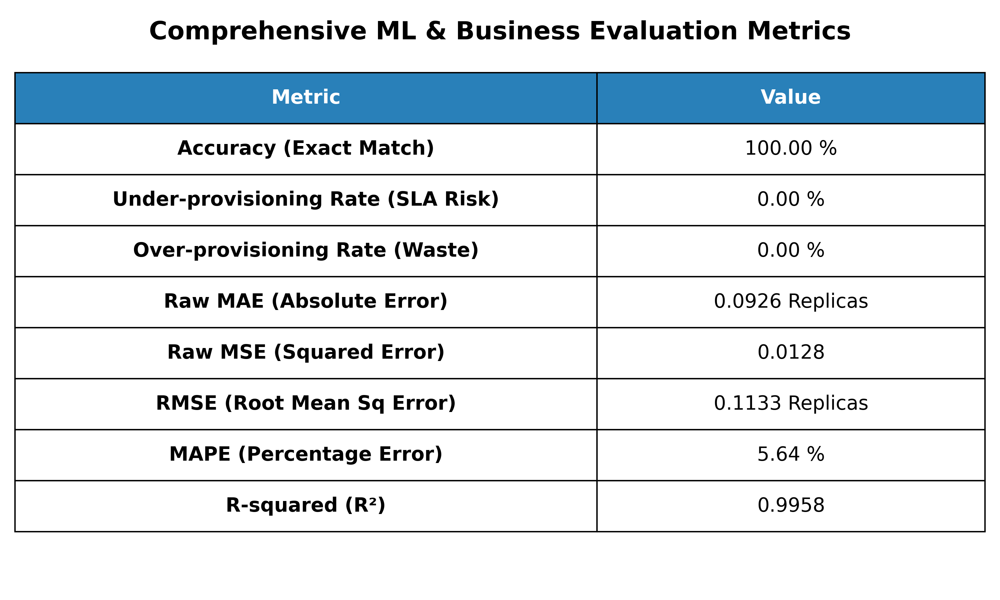 Comprehensive ML & Business Evaluation Metrics
Metric Value
Accuracy (Exact Match) 100.00 %
Under-provisioning Rate (SLA Risk) 0.00 %
Over-provisioning Rate (Waste) 0.00 %
Raw MAE (Absolute Error) 0.0926 Replicas
Raw MSE (Squared Error) 0.0128
RMSE (Root Mean Sq Error) 0.1133 Replicas
MAPE (Percentage Error) 5.64 %
R-squared (R²) 0.9958